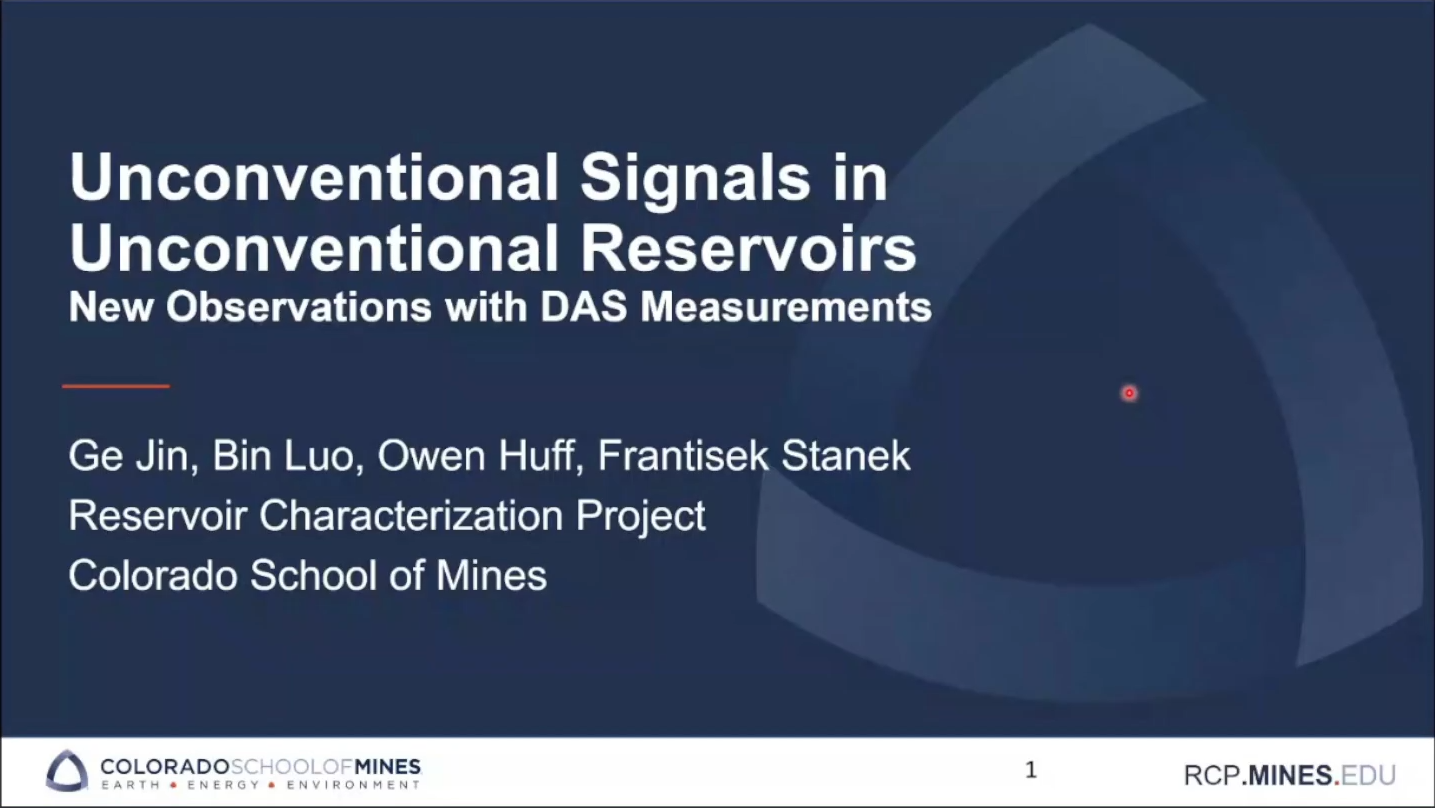 Unconventional Signals in
Unconventional Reservoirs
New Observations with DAS Measurements
Ge Jin, Bin Luo, Owen Huff, Frantisek Stanek
Reservoir Characterization Project
Colorado School of Mines
COLORADOSCHOOLOFMINES
EARTH • ENERGY • ENVIRONMENT
1
RCP.MINES.EDU